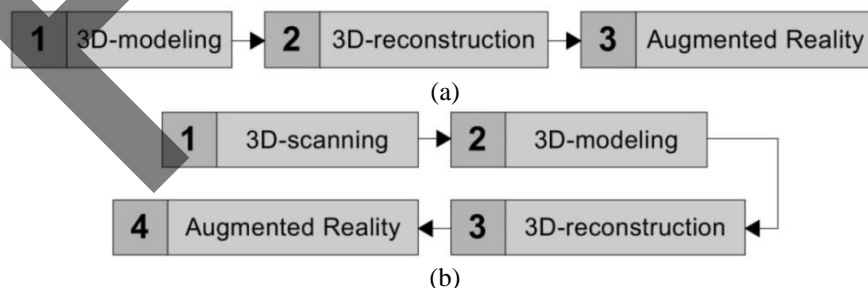 1 3D-modeling 2 3D-reconstruction 3 Augmented Reality
(a)
1 3D-scanning 2 3D-modeling
4 Augmented Reality 3 3D-reconstruction
(b)